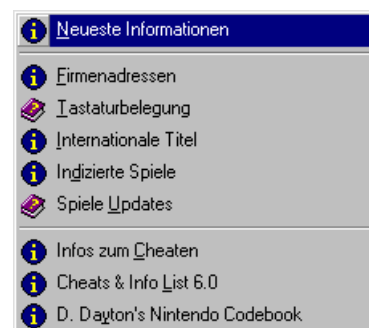 Neueste Informationen
Firmenadressen
Tastaturbelegung
Internationale Titel
Indizierte Spiele
Spiele Updates
Infos zum Cheaten
Cheats & Info List 6.0
D. Dayton's Nintendo Codebook